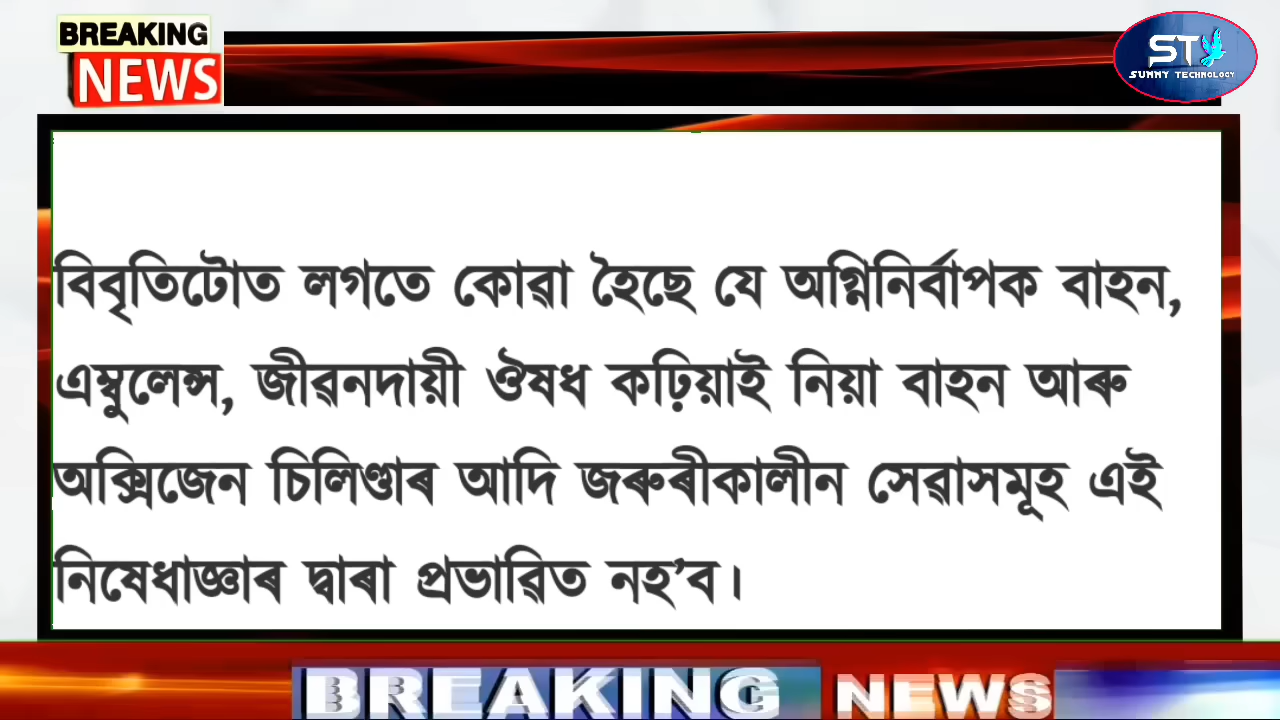 BREAKING
NEWS
ST
SUMMY TECHNOLOGY
বিবৃতিটোত লগতে কোৱা হৈছে যে অগ্নিনিৰ্বাপক বাহন,
এম্বুলেন্স, জীৱনদায়ী ঔষধ কঢ়িয়াই নিয়া বাহন আৰু
অক্সিজেন চিলিণ্ডাৰ আদি জৰুৰীকালীন সেৱাসমূহ এই
নিষেধাজ্ঞাৰ দ্বাৰা প্ৰভাৱিত নহ’ব।
BREAKING NEWS